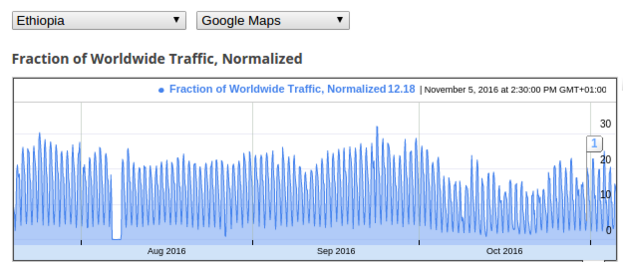 Ethiopia Google Maps
Fraction of Worldwide Traffic, Normalized
Fraction of Worldwide Traffic, Normalized 12.18 | November 5, 2016 at 2:30:00 PM GMT+01:00
30
1
20
10
0
Aug 2016 Sep 2016 Oct 2016